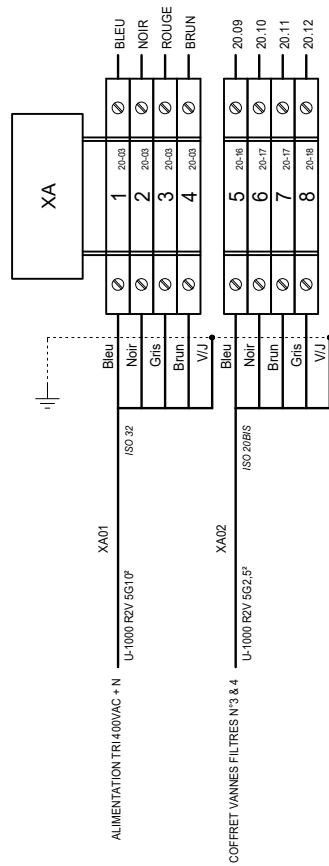 XA
BLEU
NOIR
ROUGE
BRUN
20.09
20.10
20.11
20.12
1 20-03
2 20-03
3 20-03
4 20-03
5 20-16
6 20-17
7 20-17
8 20-18
Bleu
Noir
Gris
Brun
V/J
Bleu
Noir
Brun
Gris
V/J
ISO 32
ISO 20BIS
XA01
XA02
U-1000 R2V 5G10²
U-1000 R2V 5G2,5²
ALIMENTATION TRI 400VAC + N
COFFRET VANNES FILTRES N°3 & 4